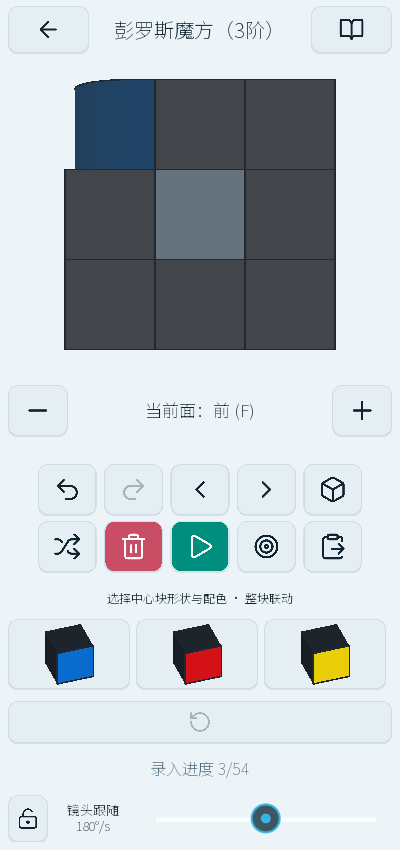 彭罗斯魔方（3阶）
当前面：前 (F)
选择中心块形状与配色 · 整块联动
录入进度 3/54
镜头跟随
180°/s